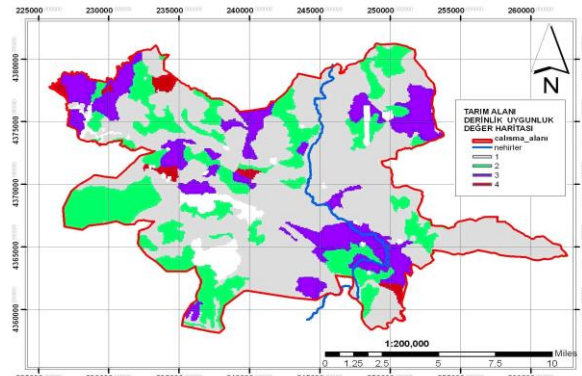 225000 230000 235000 240000 245000 250000 255000 260000
4380000
4375000
4370000
4365000
4360000
N
TARIM ALANI
DERİNLİK UYGUNLUK
DEĞER HARİTASI
calısma_alanı
nehirler
1
2
3
4
1:200,000
Miles
0 1.25 2.5 5 7.5 10